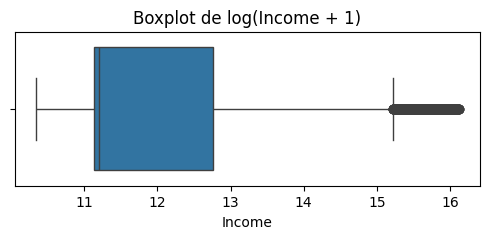 Boxplot de log(Income + 1)
11 12 13 14 15 16
Income